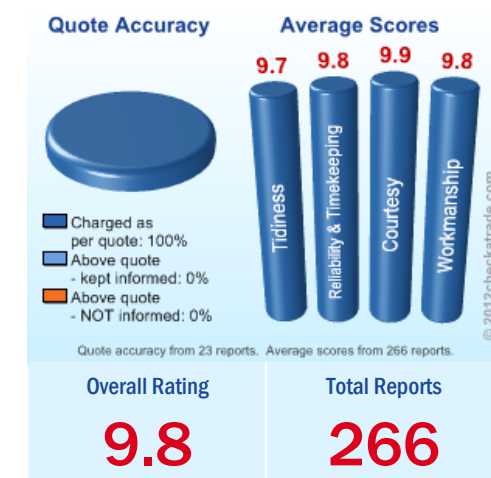 Quote Accuracy
Average Scores
9.7 9.8 9.9 9.8
Tidiness
Reliability & Timekeeping
Courtesy
Workmanship
Charged as
per quote: 100%
Above quote
- kept informed: 0%
Above quote
- NOT informed: 0%
© 2012checkatrade.com
Quote accuracy from 23 reports. Average scores from 266 reports.
Overall Rating
9.8
Total Reports
266